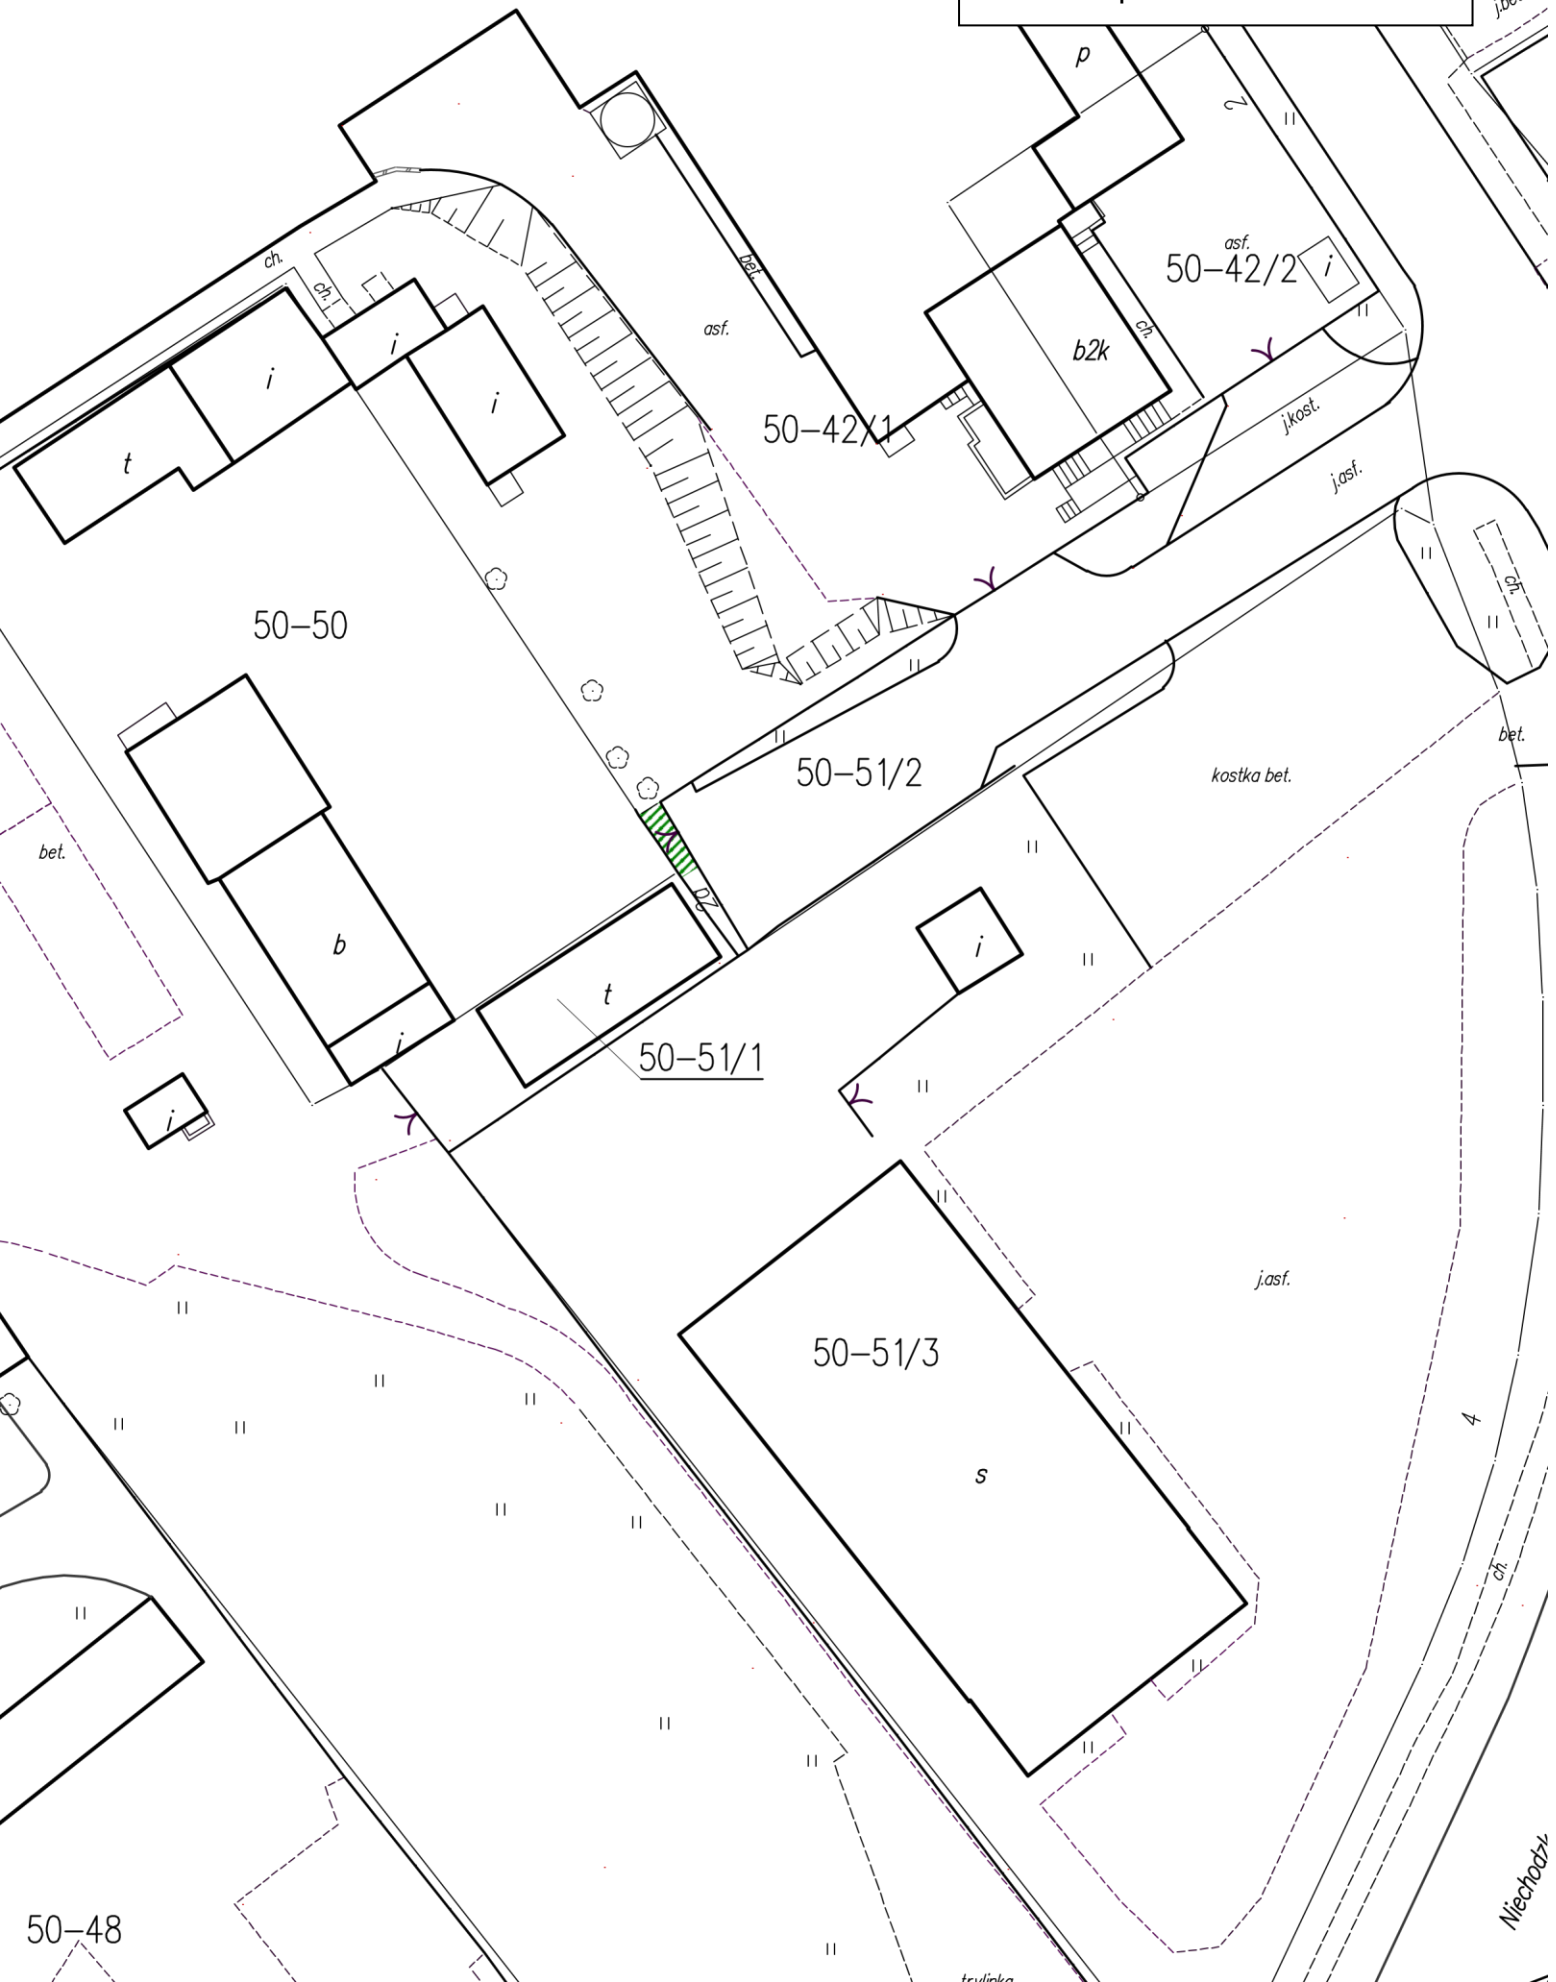 p
2
asf.
50-42/2
i
ch.
ch.
bet.
asf.
ch.
b2k
i
i
i
t
50-42/1
j.kost.
j.asf.
ch.
50-50
bet.
50-51/2
kostka bet.
bet.
b
i
t
i
50-51/1
i
j.asf.
50-51/3
s
4
ch.
50-48